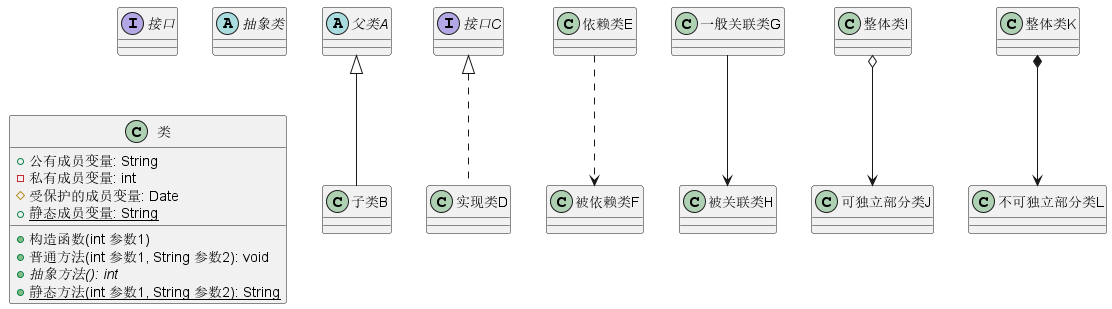 I 接口
A 抽象类
A 父类A
I 接口C
C 依赖类E
C 一般关联类G
C 整体类I
C 整体类K
C 类
公有成员变量: String
私有成员变量: int
受保护的成员变量: Date
静态成员变量: String
构造函数(int 参数1)
普通方法(int 参数1, String 参数2): void
抽象方法(): int
静态方法(int 参数1, String 参数2): String
C 子类B
C 实现类D
C 被依赖类F
C 被关联类H
C 可独立部分类J
C 不可独立部分类L